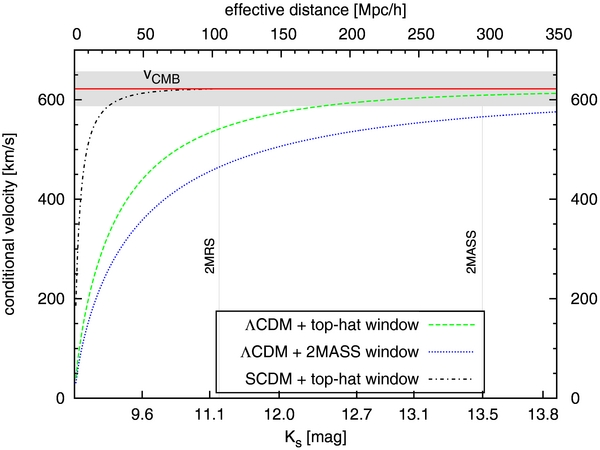 effective distance [Mpc/h]
0 50 100 150 200 250 300 350
vCMB
600 600
400 400
200 200
0 0
conditional velocity [km/s]
2MRS
2MASS
ΛCDM + top-hat window
ΛCDM + 2MASS window
SCDM + top-hat window
9.6 11.1 12.0 12.7 13.1 13.5 13.8
Ks [mag]